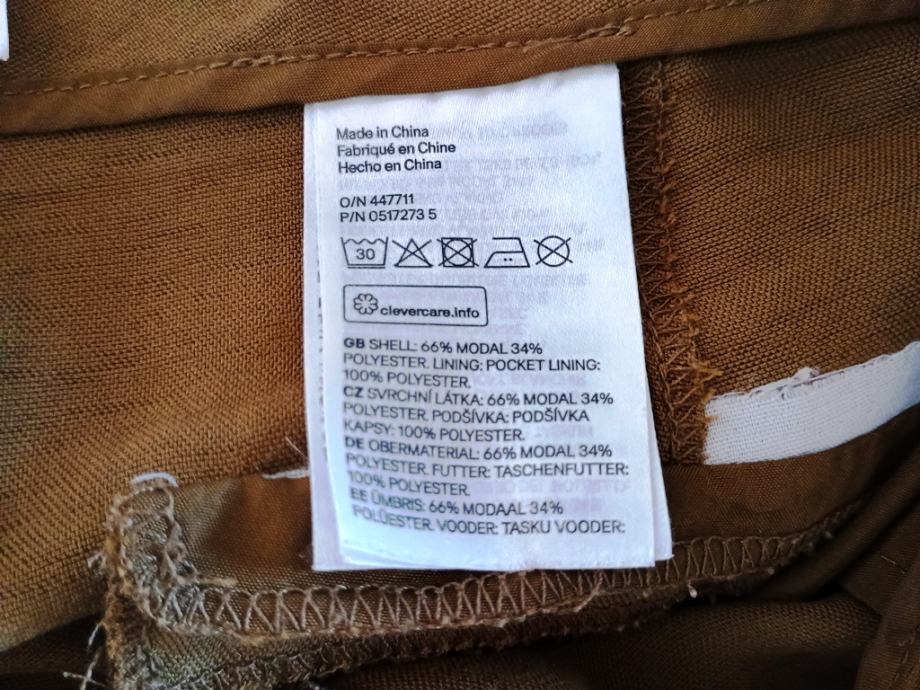 Made in China
Fabriqué en Chine
Hecho en China
O/N 447711
P/N 0517273 5
30
clevercare.info
GB SHELL: 66% MODAL 34%
POLYESTER. LINING: POCKET LINING:
100% POLYESTER.
CZ SVRCHNÍ LÁTKA: 66% MODAL 34%
POLYESTER. PODŠÍVKA: PODŠÍVKA
KAPSY: 100% POLYESTER.
DE OBERMATERIAL: 66% MODAL 34%
POLYESTER. FUTTER: TASCHENFUTTER:
100% POLYESTER.
EE ÜMBRIS: 66% MODAAL 34%
POLÜESTER. VOODER: TASKU VOODER: